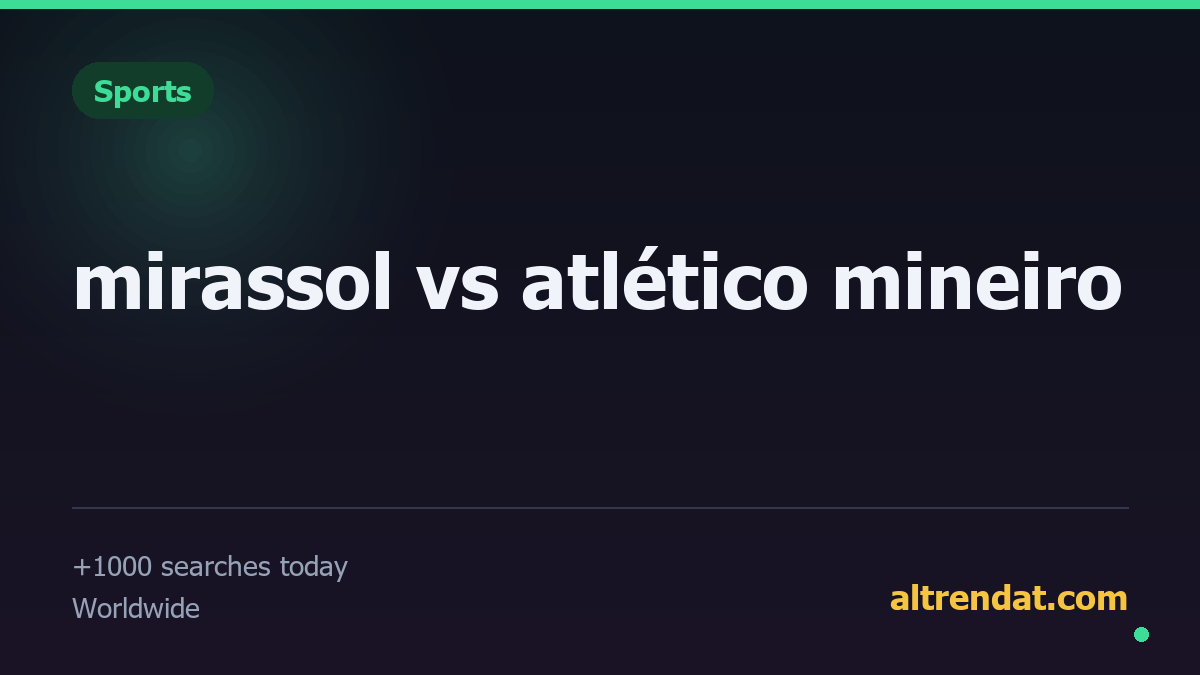 Sports
mirassol vs atlético mineiro
+1000 searches today
Worldwide
altrendat.com